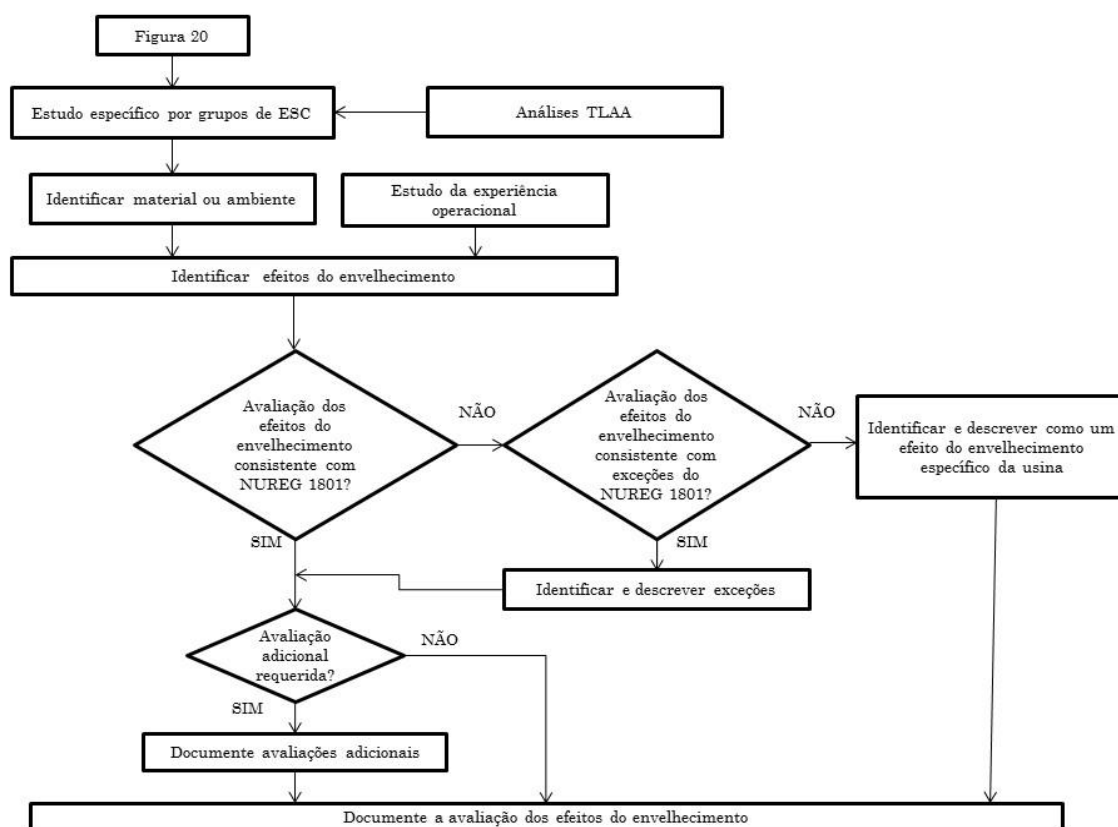 Figura 20
Estudo específico por grupos de ESC
Análises TLAA
Identificar material ou ambiente
Estudo da experiência
operacional
Identificar efeitos do envelhecimento
Avaliação dos
efeitos do
envelhecimento
consistente com
NUREG 1801?
NÃO
Avaliação dos
efeitos do
envelhecimento
consistente com
exceções do
NUREG 1801?
NÃO
Identificar e descrever como um
efeito do envelhecimento
específico da usina
SIM
SIM
Identificar e descrever exceções
Avaliação
adicional
requerida?
NÃO
SIM
Documente avaliações adicionais
Documente a avaliação dos efeitos do envelhecimento